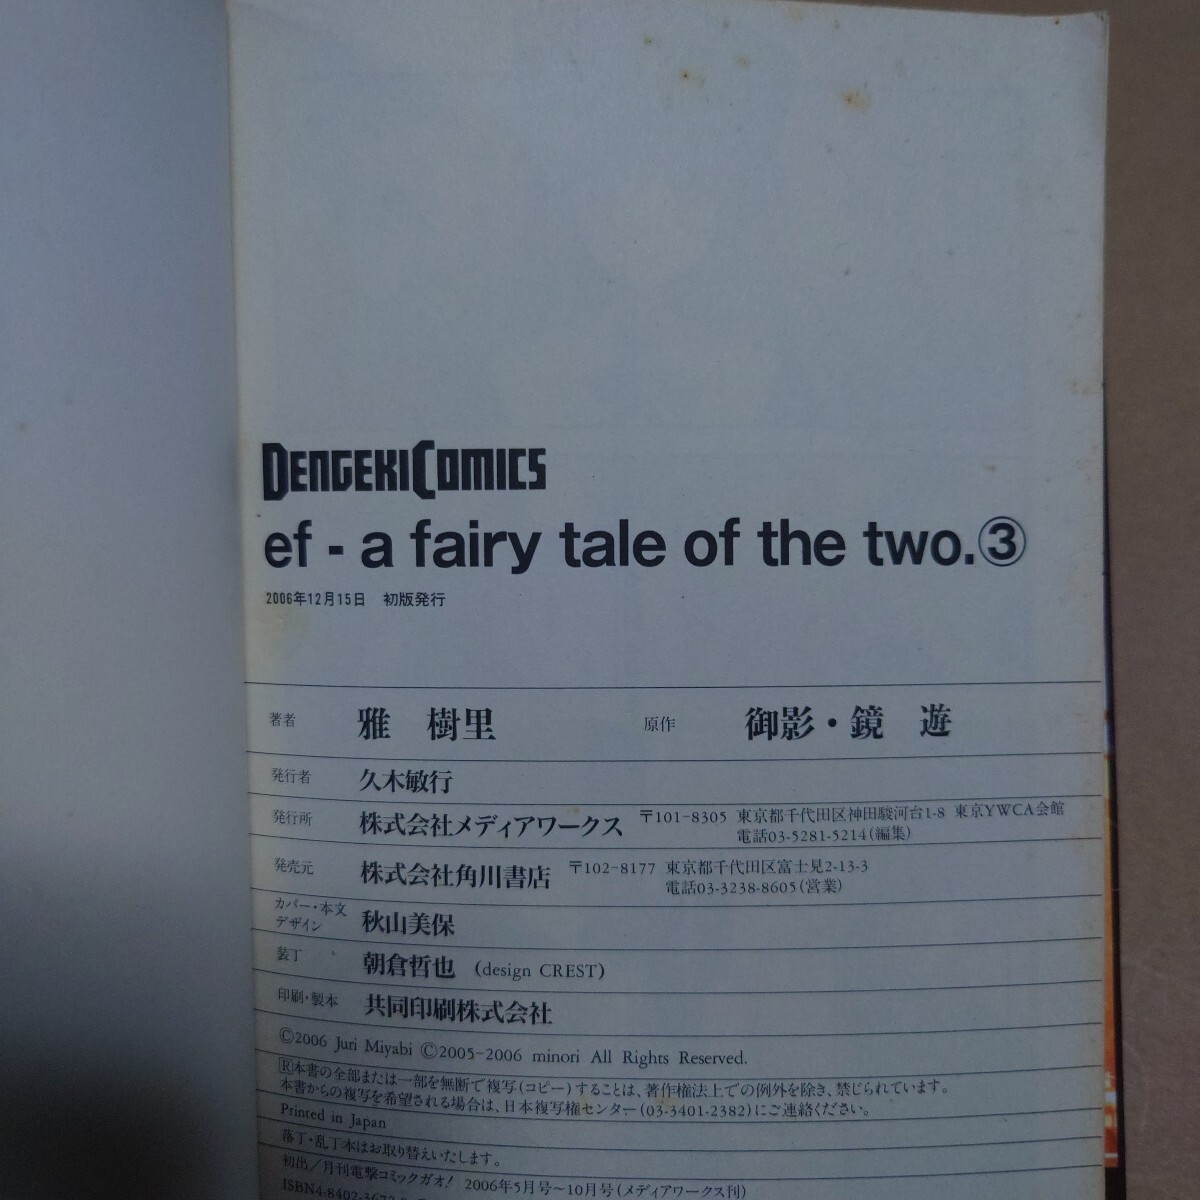 DENGEKI COMICS
ef - a fairy tale of the two.③
2006年12月15日　初版発行
著者　雅　樹里　原作　御影・鏡　遊
発行者　久木敏行
発行所　株式会社メディアワークス　〒101-8305 東京都千代田区神田駿河台1-8 東京YWCA会館
電話03-5281-5214(編集)
発売元　株式会社角川書店　〒102-8177 東京都千代田区富士見2-13-3
電話03-3238-8605(営業)
カバー・本文
デザイン　秋山美保
装丁　朝倉哲也　(design CREST)
印刷・製本　共同印刷株式会社
©2006 Juri Miyabi ©2005-2006 minori All Rights Reserved.
Ⓡ本書の全部または一部を無断で複写(コピー)することは、著作権法上での例外を除き、禁じられています。
本書からの複写を希望される場合は、日本複写権センター(03-3401-2382)にご連絡ください。
Printed in Japan
落丁・乱丁本はお取り替えいたします。
初出/月刊電撃コミックガオ! 2006年5月号~10月号(メディアワークス刊)
ISBN4-8402-